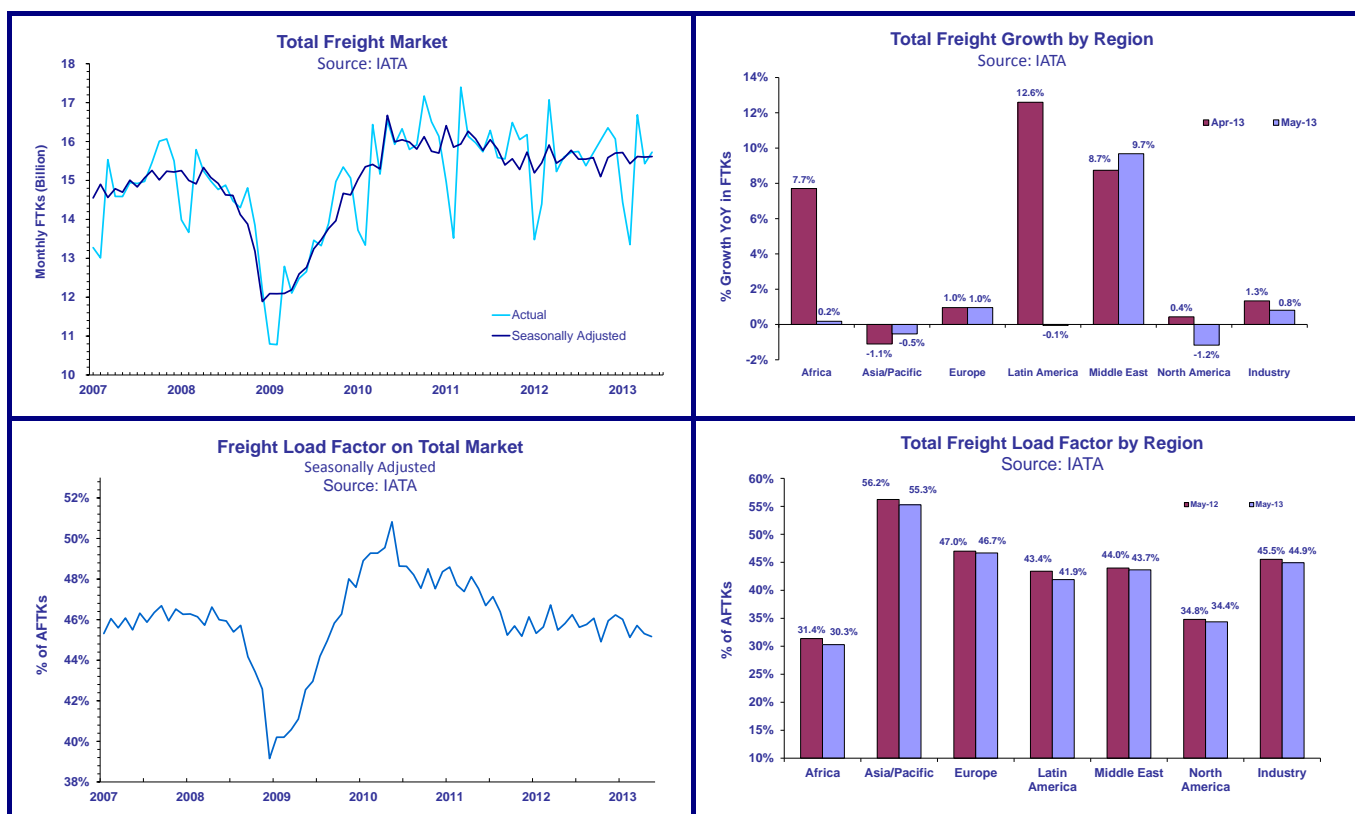 Total Freight Market
Source: IATA
Monthly FTKs (Billion)
18
17
16
15
14
13
12
11
10
Actual
Seasonally Adjusted
2007 2008 2009 2010 2011 2012 2013
Total Freight Growth by Region
Source: IATA
% Growth YoY in FTKs
14%
12%
10%
8%
6%
4%
2%
0%
-2%
Apr-13 May-13
7.7% 0.2%
-1.1% -0.5%
1.0% 1.0%
12.6% -0.1%
8.7% 9.7%
0.4% -1.2%
1.3% 0.8%
Africa Asia/Pacific Europe Latin America Middle East North America Industry
Freight Load Factor on Total Market
Seasonally Adjusted
Source: IATA
% of AFTKs
52%
50%
48%
46%
44%
42%
40%
38%
2007 2008 2009 2010 2011 2012 2013
Total Freight Load Factor by Region
Source: IATA
% of AFTKs
60%
55%
50%
45%
40%
35%
30%
25%
20%
15%
10%
May-12 May-13
31.4% 30.3%
56.2% 55.3%
47.0% 46.7%
43.4% 41.9%
44.0% 43.7%
34.8% 34.4%
45.5% 44.9%
Africa Asia/Pacific Europe Latin America Middle East North America Industry